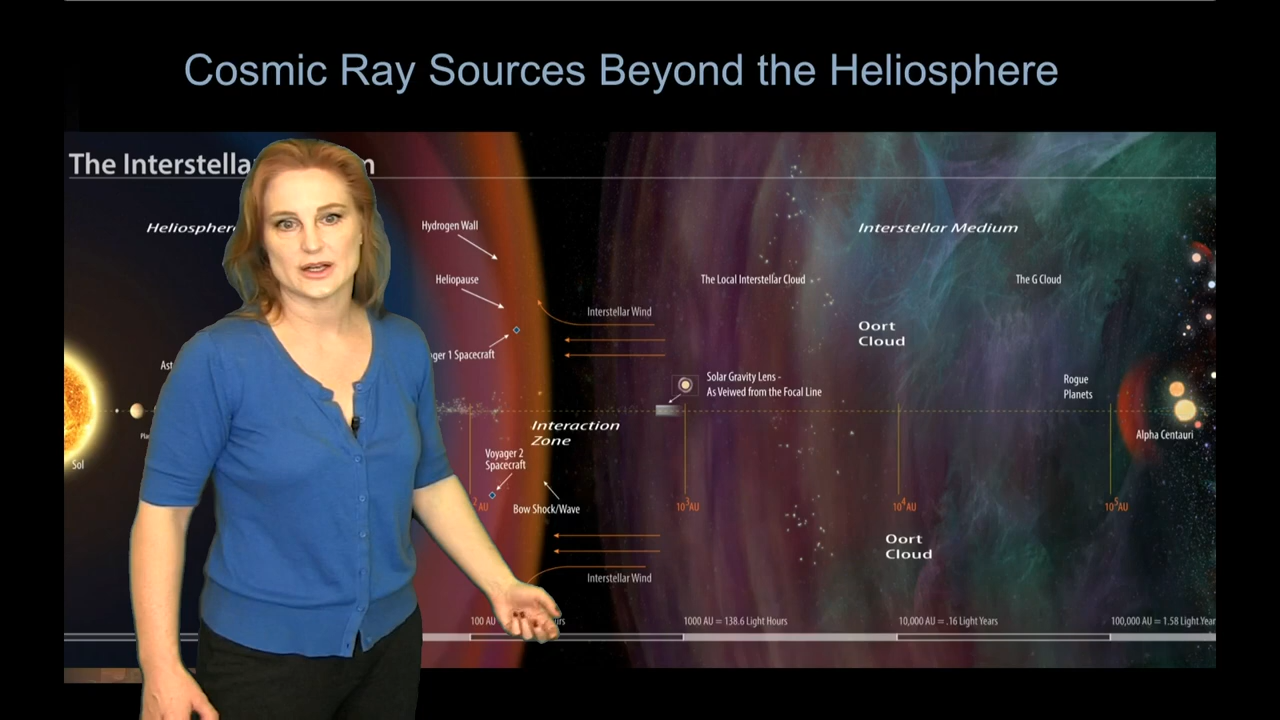 Cosmic Ray Sources Beyond the Heliosphere
The Interstella
Heliospher
Hydrogen Wall
Heliopause
Interstellar Wind
ger 1 Spacecraft
Sol
Interaction
Zone
Voyager 2
Spacecraft
Bow Shock/Wave
Interstellar Wind
The Local Interstellar Cloud
Solar Gravity Lens -
As Veiwed from the Focal Line
Interstellar Medium
The G Cloud
Oort
Cloud
Rogue
Planets
Alpha Centauri
AU
10³AU
10⁴AU
10⁵AU
Oort
Cloud
100 AU
1000 AU = 138.6 Light Hours
10,000 AU = .16 Light Years
100,000 AU = 1.58 Light Year